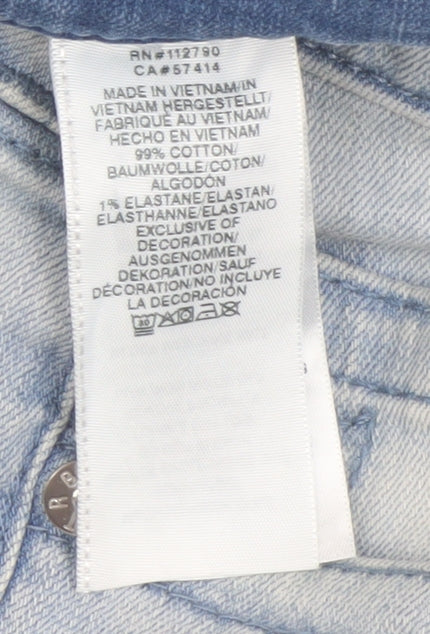 RN#112790
CA#57414
MADE IN VIETNAM/IN
VIETNAM HERGESTELLT/
FABRIQUÉ AU VIETNAM/
HECHO EN VIETNAM
99% COTTON/
BAUMWOLLE/COTON/
ALGODÓN
1% ELASTANE/ELASTAN/
ELASTHANNE/ELASTANO
EXCLUSIVE OF
DECORATION/
AUSGENOMMEN
DEKORATION/SAUF
DÉCORATION/NO INCLUYE
LA DECORACIÓN
30